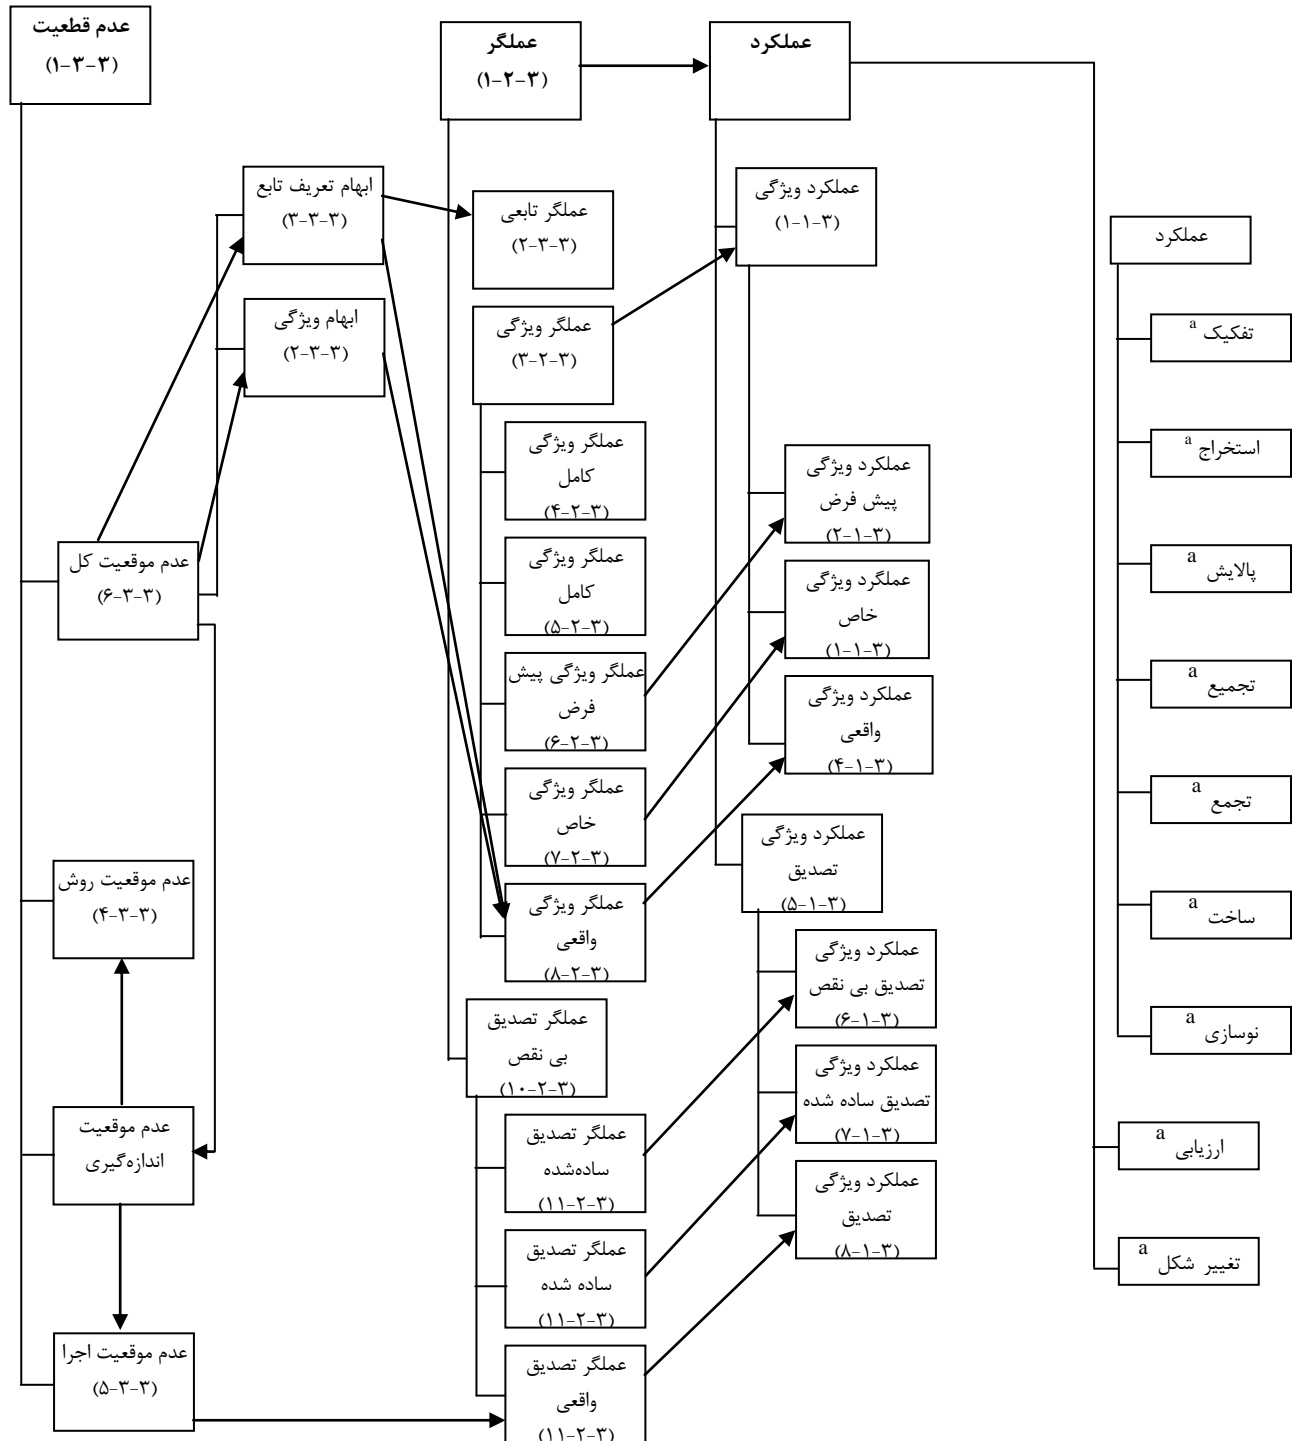 عدم قطعیت
(۱-۳-۳)
عملگر
(۱-۲-۳)
عملکرد
ابهام تعریف تابع
(۳-۳-۳)
ابهام ویژگی
(۲-۳-۳)
عدم موقعیت کل
(۶-۳-۳)
عدم موقعیت روش
(۴-۳-۳)
عدم موقعیت
اندازه‌گیری
عدم موقعیت اجرا
(۵-۳-۳)
عملگر تابعی
(۲-۳-۳)
عملگر ویژگی
(۳-۲-۳)
عملگر ویژگی
کامل
(۴-۲-۳)
عملگر ویژگی
کامل
(۵-۲-۳)
عملگر ویژگی پیش
فرض
(۶-۲-۳)
عملگر ویژگی
خاص
(۷-۲-۳)
عملگر ویژگی
واقعی
(۸-۲-۳)
عملگر تصدیق
بی نقص
(۱۰-۲-۳)
عملگر تصدیق
ساده‌شده
(۱۱-۲-۳)
عملگر تصدیق
ساده شده
(۱۱-۲-۳)
عملگر تصدیق
واقعی
(۱۱-۲-۳)
عملکرد ویژگی
(۱-۱-۳)
عملکرد ویژگی
پیش فرض
(۲-۱-۳)
عملگرد ویژگی
خاص
(۱-۱-۳)
عملکرد ویژگی
واقعی
(۴-۱-۳)
عملکرد ویژگی
تصدیق
(۵-۱-۳)
عملکرد ویژگی
تصدیق بی نقص
(۶-۱-۳)
عملکرد ویژگی
تصدیق ساده شده
(۷-۱-۳)
عملکرد ویژگی
تصدیق
(۸-۱-۳)
عملکرد
تفکیک a
استخراج a
پالایش a
تجمیع a
تجمع a
ساخت a
نوسازی a
ارزیابی a
تغییر شکل a